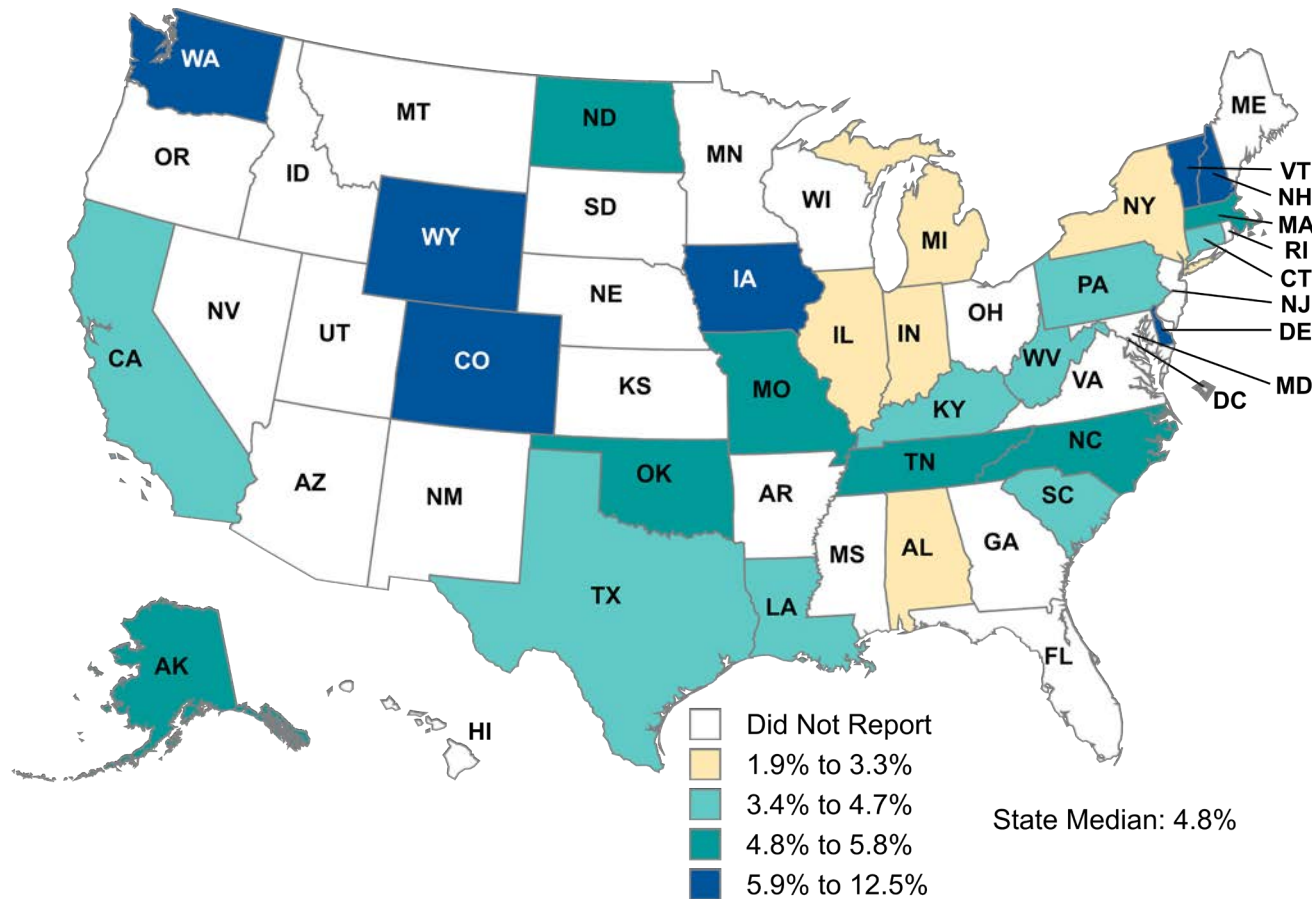 WA
ND
MT
ME
MN
OR
ID
VT
SD
WI
NH
NY
WY
MA
MI
RI
IA
CT
PA
NE
NJ
OH
NV
IL
IN
DE
UT
CA
CO
WV
VA
MD
KS
MO
KY
DC
NC
TN
OK
AZ
AR
SC
NM
GA
AL
MS
TX
LA
FL
AK
HI
Did Not Report
1.9% to 3.3%
3.4% to 4.7%
State Median: 4.8%
4.8% to 5.8%
5.9% to 12.5%